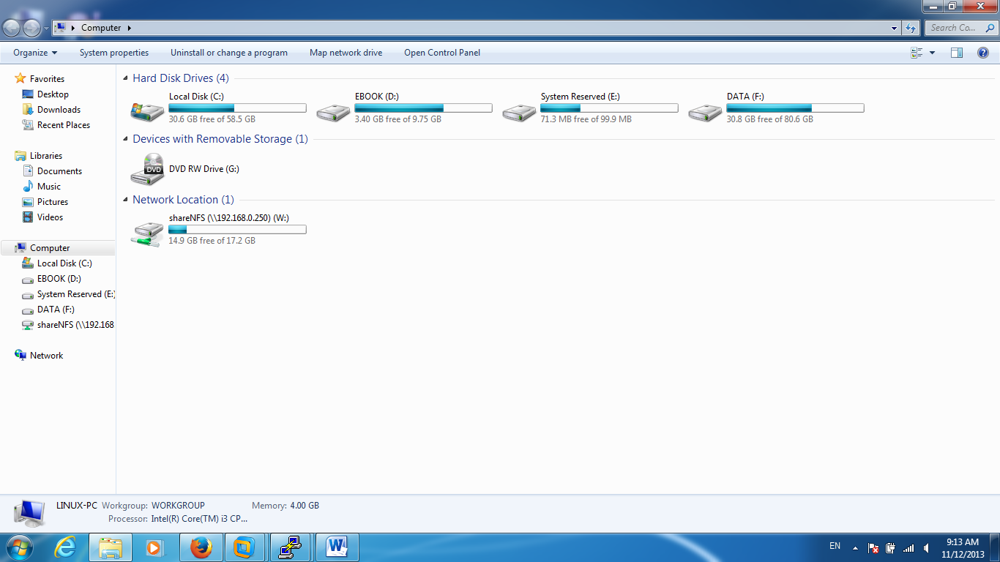 Computer
Search Co...
Organize System properties Uninstall or change a program Map network drive Open Control Panel
Favorites
Desktop
Downloads
Recent Places
Libraries
Documents
Music
Pictures
Videos
Computer
Local Disk (C:)
EBOOK (D:)
System Reserved (E:)
DATA (F:)
shareNFS (\\192.168
Network
Hard Disk Drives (4)
Local Disk (C:)
30.6 GB free of 58.5 GB
EBOOK (D:)
3.40 GB free of 9.75 GB
System Reserved (E:)
71.3 MB free of 99.9 MB
DATA (F:)
30.8 GB free of 80.6 GB
Devices with Removable Storage (1)
DVD
DVD RW Drive (G:)
Network Location (1)
shareNFS (\\192.168.0.250) (W:)
14.9 GB free of 17.2 GB
LINUX-PC Workgroup: WORKGROUP Memory: 4.00 GB
Processor: Intel(R) Core(TM) i3 CP...
W
EN
9:13 AM
11/12/2013